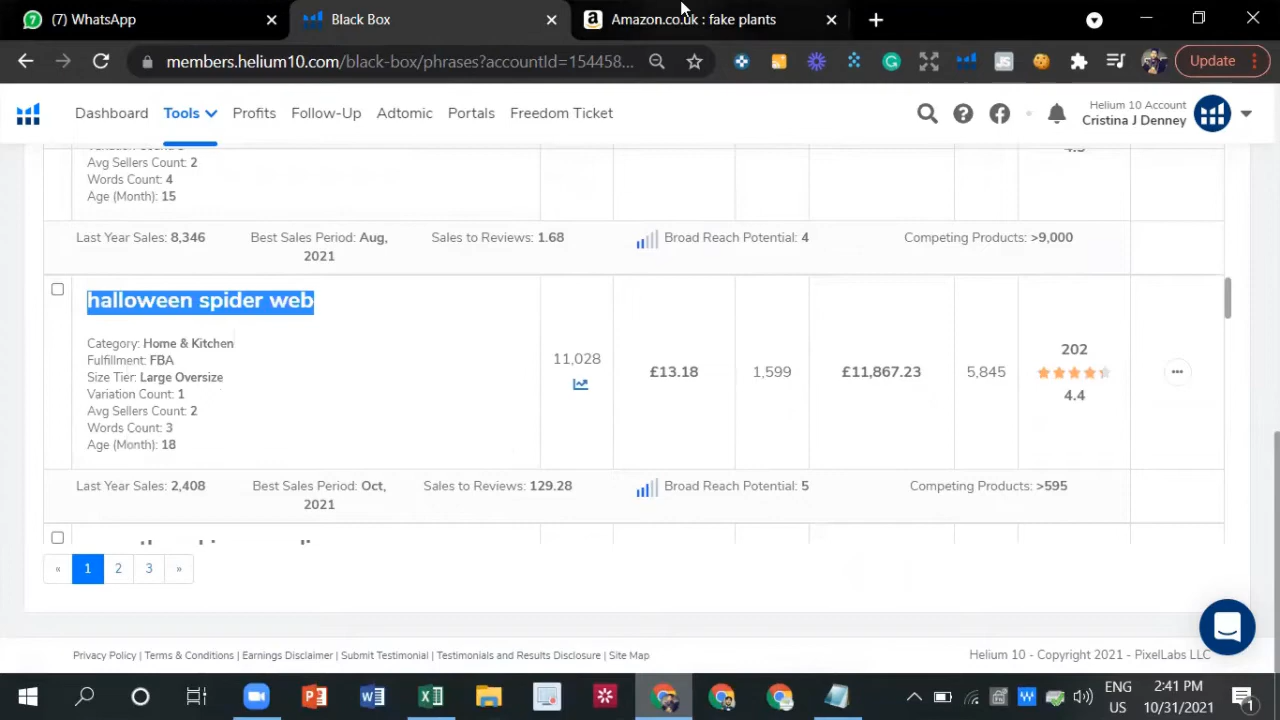 (7) WhatsApp
Black Box
Amazon.co.uk : fake plants
members.helium10.com/black-box/phrases?accountId=154458...
Update
Dashboard
Tools
Profits
Follow-Up
Adtomic
Portals
Freedom Ticket
Helium 10 Account
Cristina J Denney
Avg Sellers Count: 2
Words Count: 4
Age (Month): 15
Last Year Sales: 8,346
Best Sales Period: Aug,
2021
Sales to Reviews: 1.68
Broad Reach Potential: 4
Competing Products: >9,000
halloween spider web
Category: Home & Kitchen
Fulfillment: FBA
Size Tier: Large Oversize
Variation Count: 1
Avg Sellers Count: 2
Words Count: 3
Age (Month): 18
11,028
£13.18
1,599
£11,867.23
5,845
202
4.4
Last Year Sales: 2,408
Best Sales Period: Oct,
2021
Sales to Reviews: 129.28
Broad Reach Potential: 5
Competing Products: >595
« 1 2 3 »
Privacy Policy | Terms & Conditions | Earnings Disclaimer | Submit Testimonial | Testimonials and Results Disclosure | Site Map
Helium 10 - Copyright 2021 - PixelLabs LLC
ENG
US
2:41 PM
10/31/2021
1